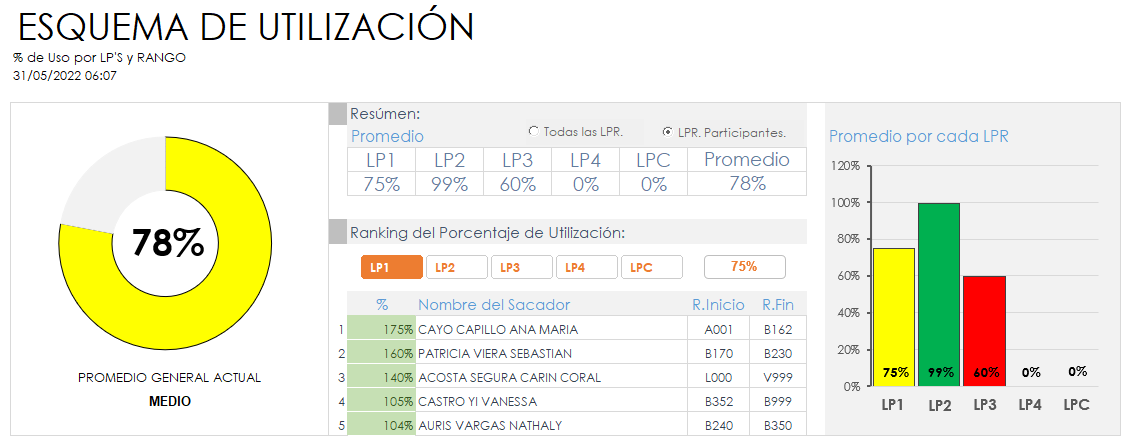 ESQUEMA DE UTILIZACIÓN
% de Uso por LP'S y RANGO
31/05/2022 06:07
78%
PROMEDIO GENERAL ACTUAL
MEDIO
Resúmen:
Promedio
Todas las LPR.
LPR. Participantes.
LP1 LP2 LP3 LP4 LPC Promedio
75% 99% 60% 0% 0% 78%
Ranking del Porcentaje de Utilización:
LP1 LP2 LP3 LP4 LPC 75%
% Nombre del Sacador R.Inicio R.Fin
1 175% CAYO CAPILLO ANA MARIA A001 B162
2 160% PATRICIA VIERA SEBASTIAN B170 B230
3 140% ACOSTA SEGURA CARIN CORAL L000 V999
4 105% CASTRO YI VANESSA B352 B999
5 104% AURIS VARGAS NATHALY B240 B350
Promedio por cada LPR
120%
100%
80%
60%
40%
20%
0%
75% 99% 60% 0% 0%
LP1 LP2 LP3 LP4 LPC